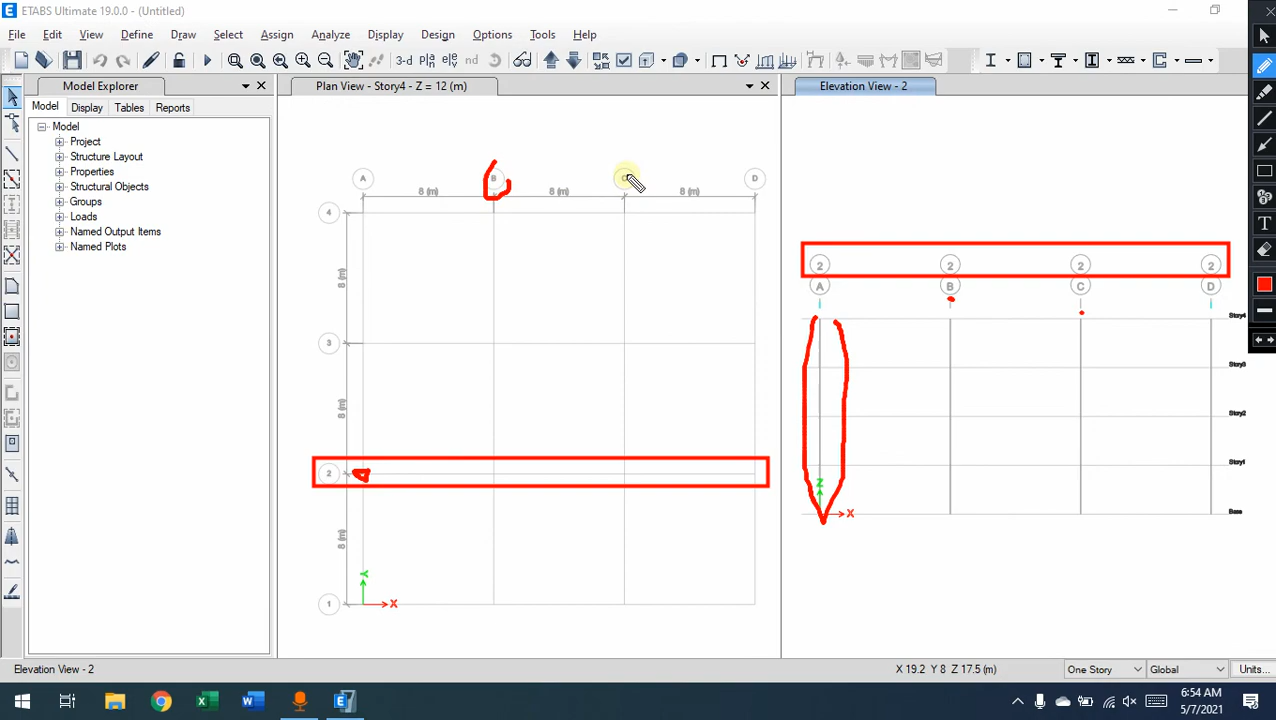 ETABS Ultimate 19.0.0 - (Untitled)
File Edit View Define Draw Select Assign Analyze Display Design Options Tools Help
3-d
Model Explorer
Plan View - Story4 - Z = 12 (m)
Elevation View - 2
Model Display Tables Reports
Model
Project
Structure Layout
Properties
Structural Objects
Groups
Loads
Named Output Items
Named Plots
A B C D
8 (m) 8 (m) 8 (m)
4
8 (m)
3
8 (m)
2
8 (m)
1
Y
X
2 2 2 2
A B C D
Story4
Story3
Story2
Story1
Z
X
Base
Elevation View - 2
X 19.2 Y 8 Z 17.5 (m)
One Story
Global
Units...
6:54 AM
5/7/2021